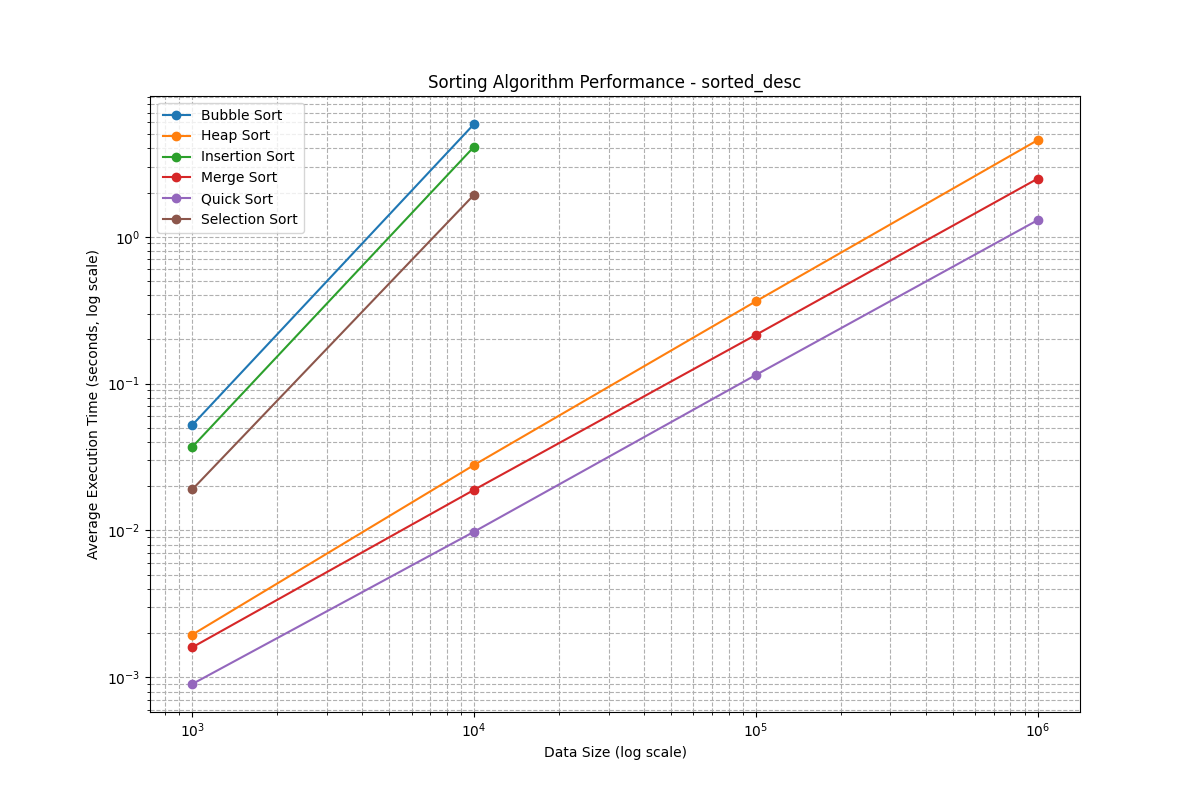 Sorting Algorithm Performance - sorted_desc
Bubble Sort
Heap Sort
Insertion Sort
Merge Sort
Quick Sort
Selection Sort
Average Execution Time (seconds, log scale)
10⁰
10⁻¹
10⁻²
10⁻³
10³ 10⁴ 10⁵ 10⁶
Data Size (log scale)